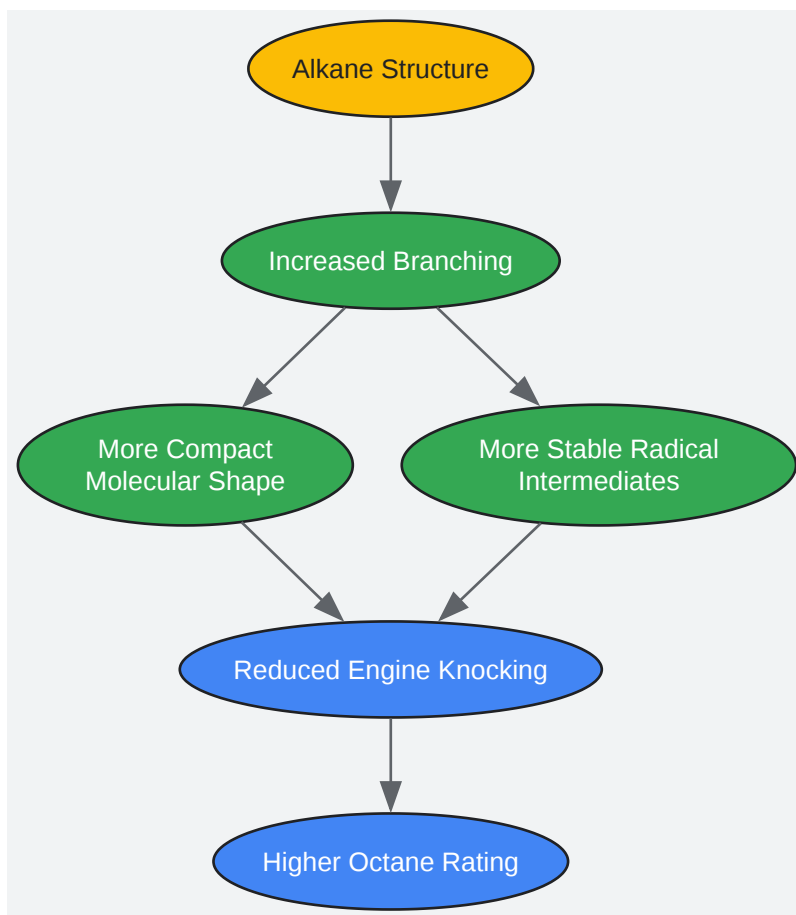 Alkane Structure
Increased Branching
More Compact
Molecular Shape
More Stable Radical
Intermediates
Reduced Engine Knocking
Higher Octane Rating